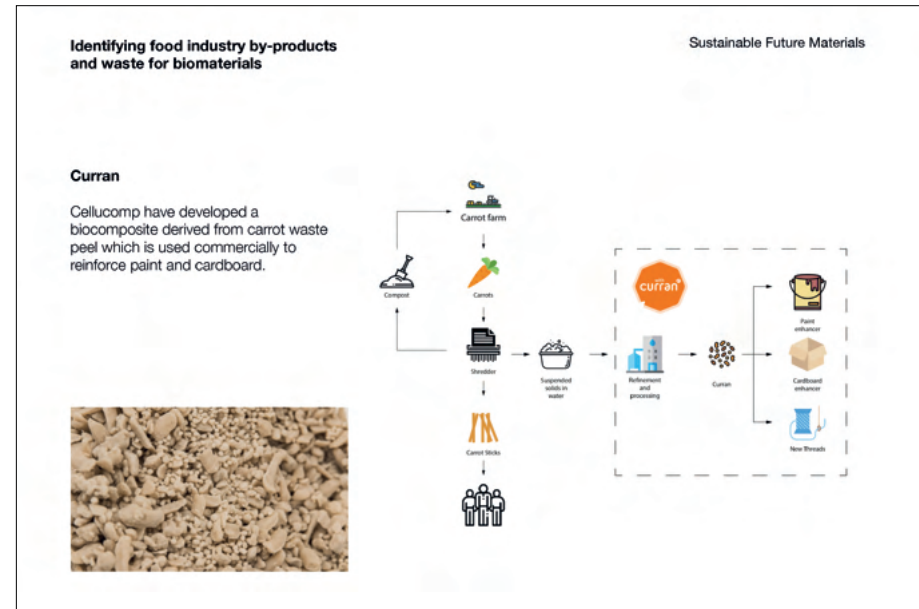 Identifying food industry by-products
and waste for biomaterials
Sustainable Future Materials
Curran
Cellucomp have developed a
biocomposite derived from carrot waste
peel which is used commercially to
reinforce paint and cardboard.
Carrot farm
Compost
Carrots
Shredder
Suspended
solids in
water
Carrot Sticks
curran
Refinement
and
processing
Curran
Paint
enhancer
Cardboard
enhancer
New Threads